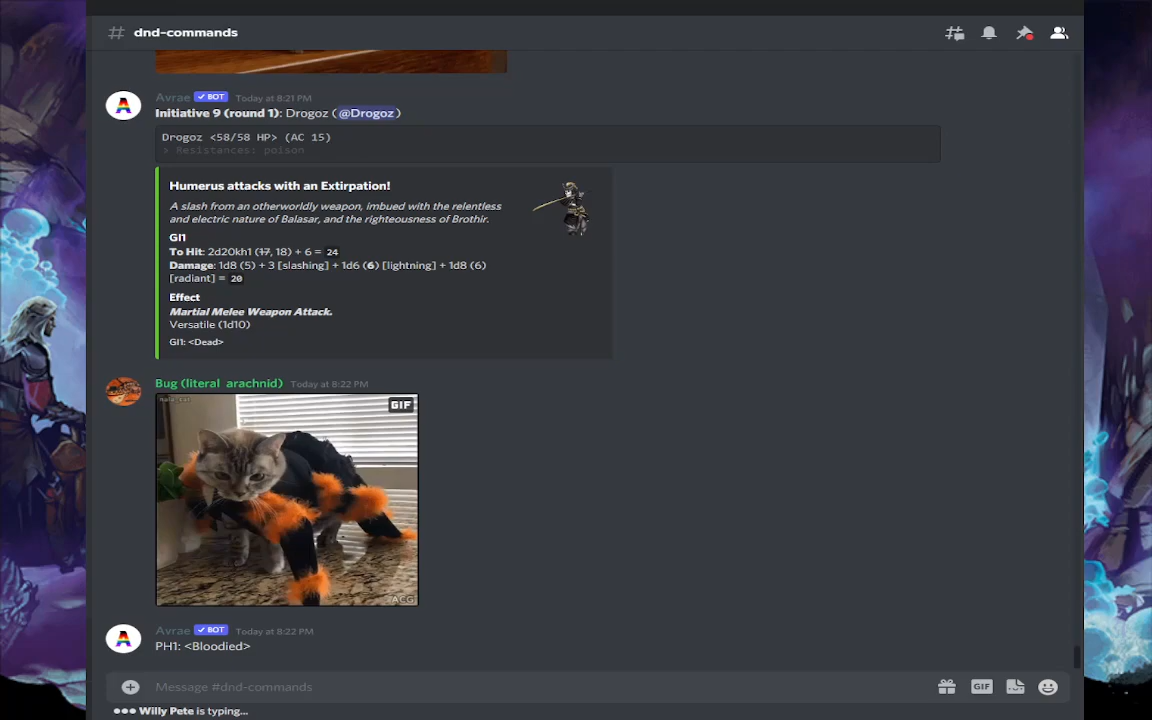 # dnd-commands
Avrae ✓ BOT Today at 8:21 PM
Initiative 9 (round 1): Drogoz (@Drogoz)
Drogoz <58/58 HP> (AC 15)
> Resistances: poison
Humerus attacks with an Extirpation!
A slash from an otherworldly weapon, imbued with the relentless
and electric nature of Balasar, and the righteousness of Brothir.
GI1
To Hit: 2d20kh1 (17, 18) + 6 = 24
Damage: 1d8 (5) + 3 [slashing] + 1d6 (6) [lightning] + 1d8 (6)
[radiant] = 20
Effect
Martial Melee Weapon Attack.
Versatile (1d10)
GI1: <Dead>
Bug (literal arachnid) Today at 8:22 PM
GIF
Avrae ✓ BOT Today at 8:22 PM
PH1: <Bloodied>
Message #dnd-commands
GIF
Willy Pete is typing...